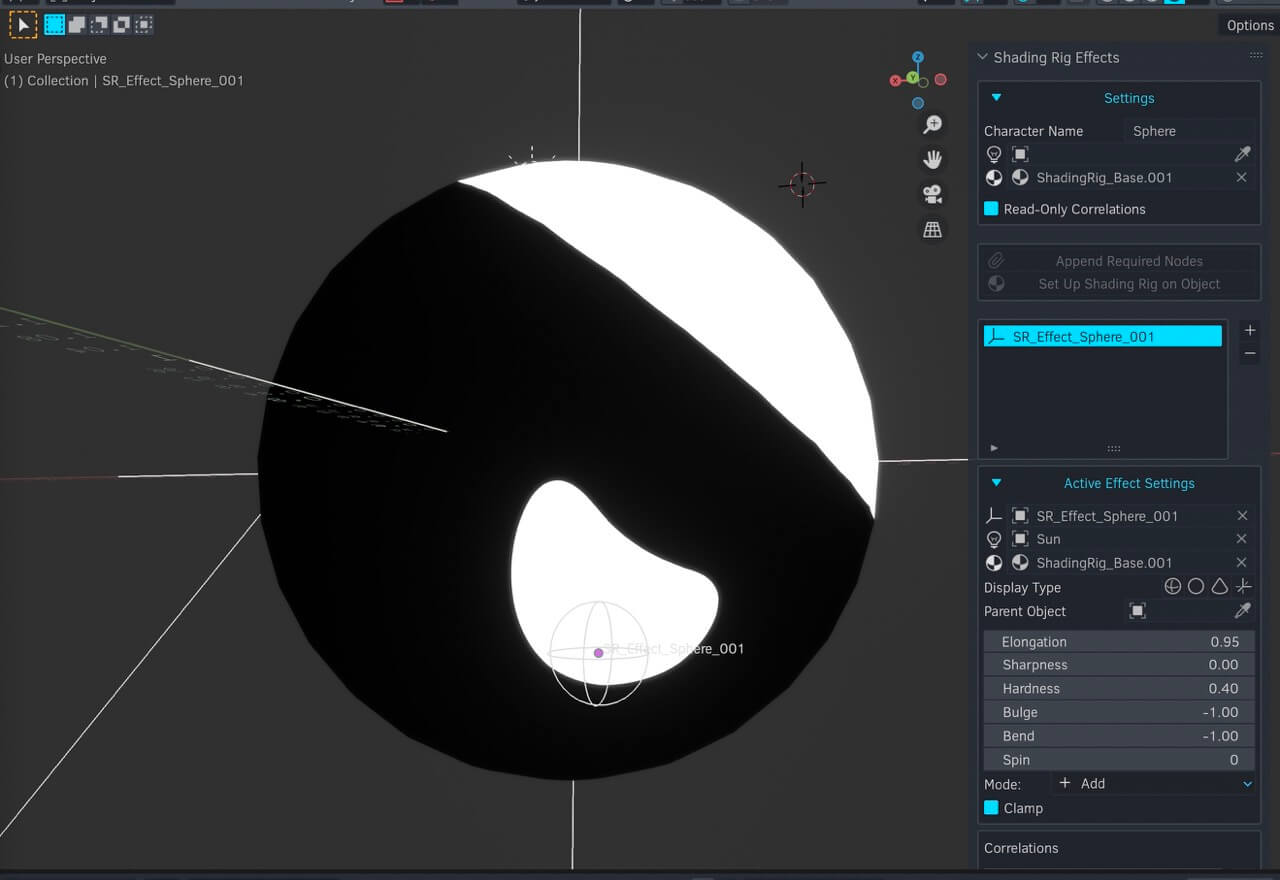 Options
User Perspective
(1) Collection | SR_Effect_Sphere_001
Z
X
Y
SR_Effect_Sphere_001
Shading Rig Effects
Settings
Character Name Sphere
ShadingRig_Base.001
Read-Only Correlations
Append Required Nodes
Set Up Shading Rig on Object
SR_Effect_Sphere_001
Active Effect Settings
SR_Effect_Sphere_001
Sun
ShadingRig_Base.001
Display Type
Parent Object
Elongation 0.95
Sharpness 0.00
Hardness 0.40
Bulge -1.00
Bend -1.00
Spin 0
Mode: Add
Clamp
Correlations